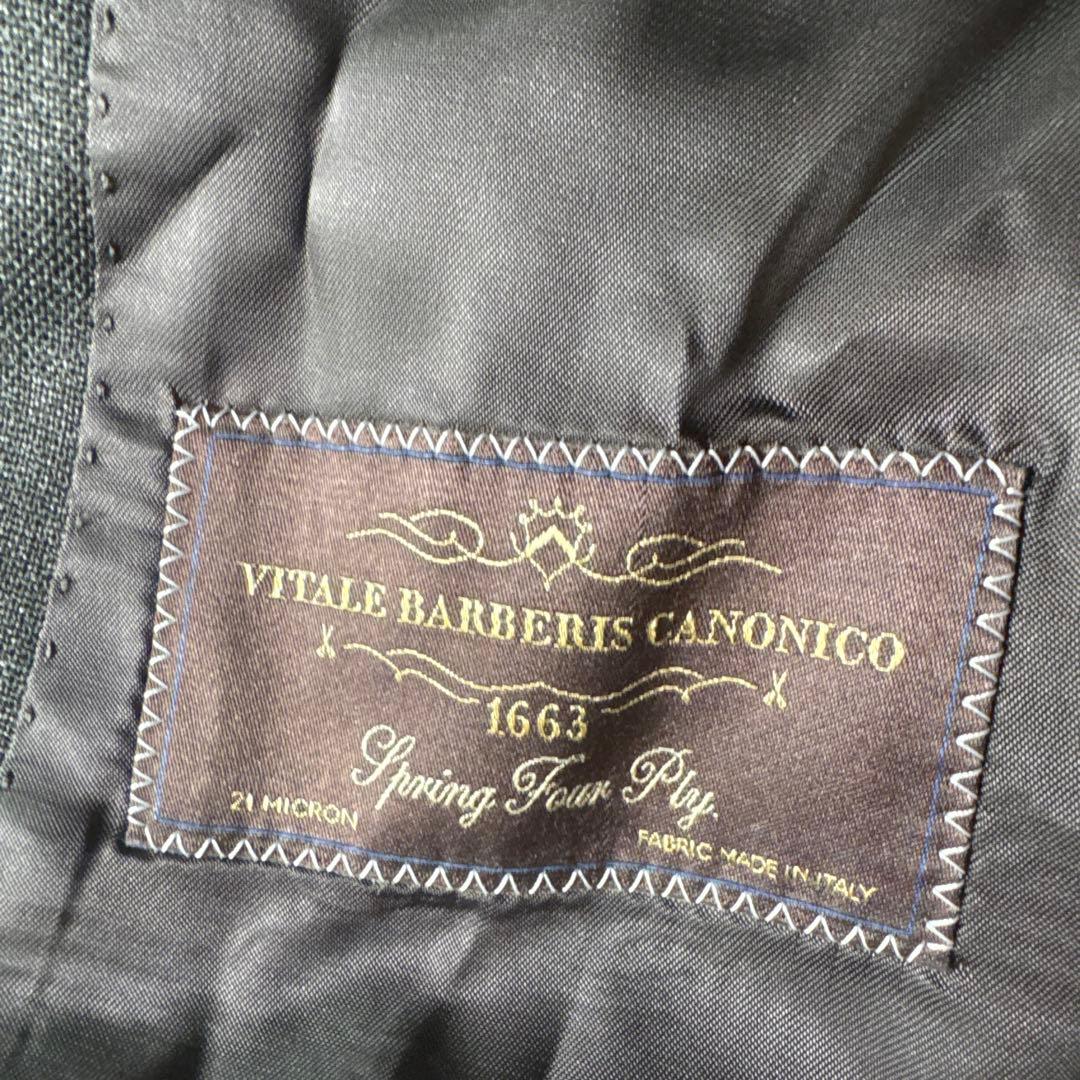 VITALE BARBERIS CANONICO
1663
Spring Four Ply.
21 MICRON
FABRIC MADE IN ITALY